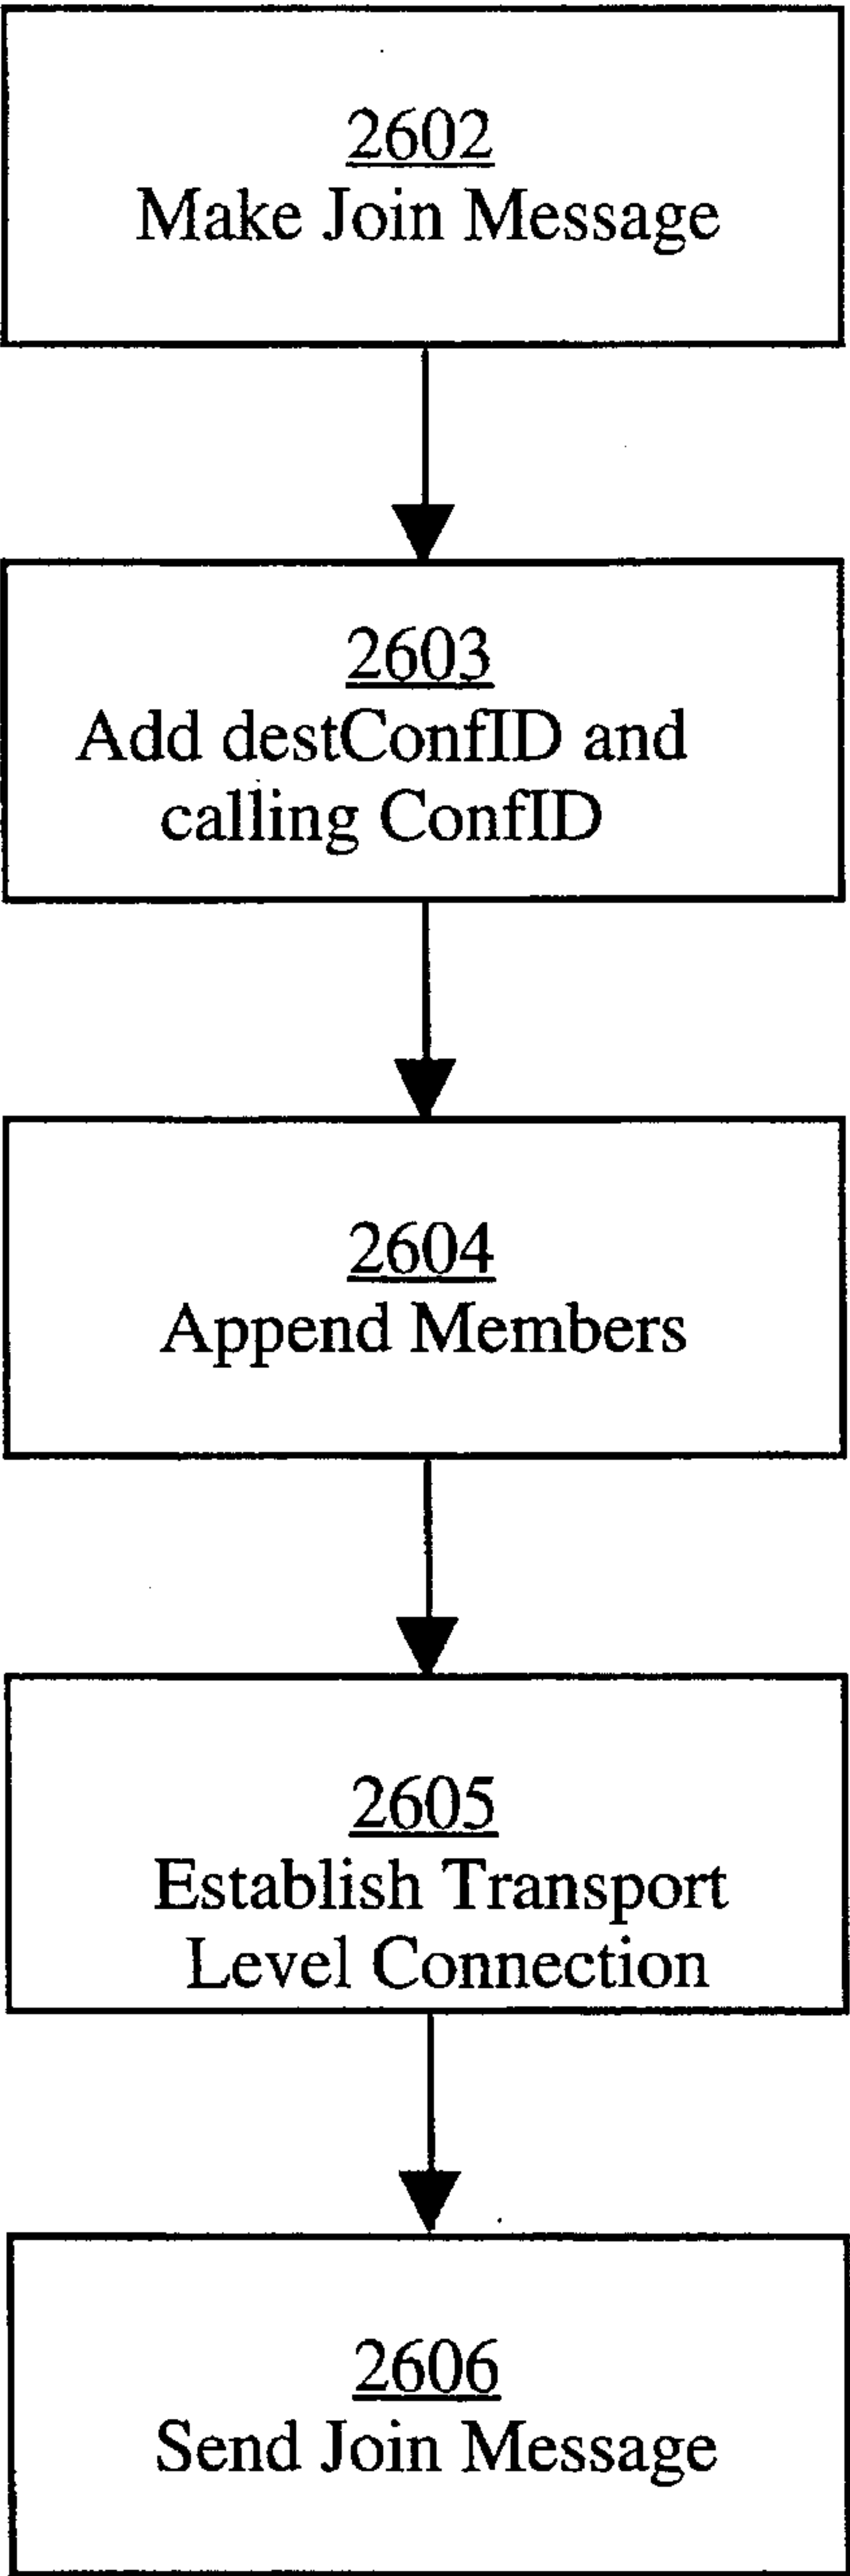 2602
Make Join Message
2603
Add destConfID and
calling ConfID
2604
Append Members
2605
Establish Transport
Level Connection
2606
Send Join Message